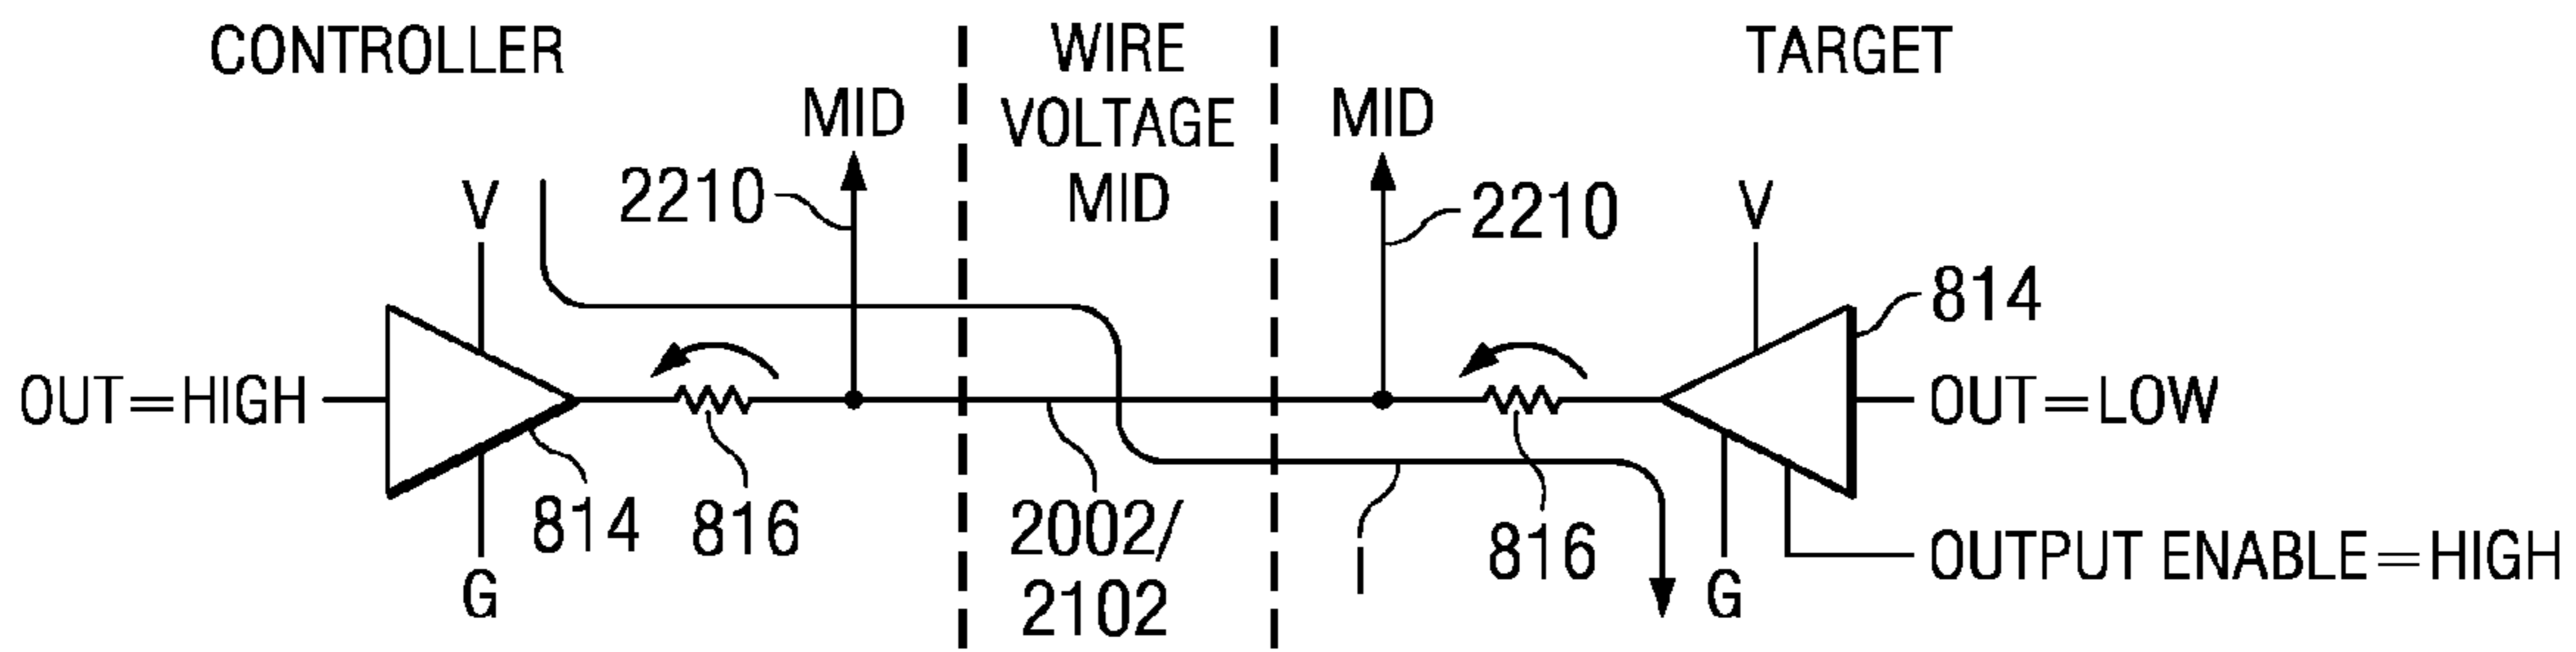 CONTROLLER
WIRE
VOLTAGE
MID
TARGET
MID
MID
V
2210
2210
V
814
OUT=HIGH
OUT=LOW
814
816
2002/
2102
I
816
G
G
OUTPUT ENABLE=HIGH